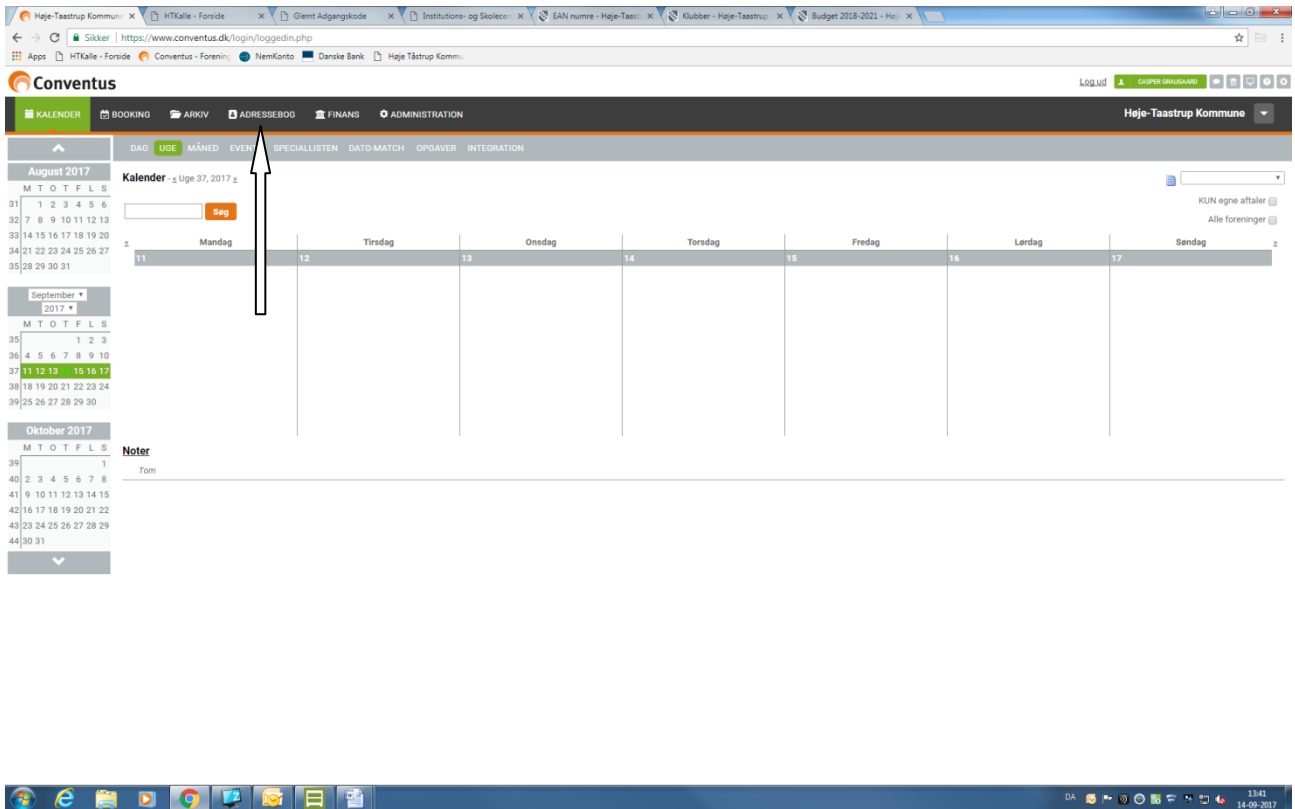 Høje-Taastrup Kommun
HTKalle - Forside
Glemt Adgangskode
Institutions- og Skolecen
EAN numre - Høje-Taast
Klubber - Høje-Taastrup
Budget 2018-2021 - Høj
Sikker | https://www.conventus.dk/login/loggedin.php
Apps HTKalle - Forside Conventus - Forening NemKonto Danske Bank Høje Tåstrup Kommu
Conventus
Log ud CASPER GRAUGAARD
KALENDER BOOKING ARKIV ADRESSEBOG FINANS ADMINISTRATION
Høje-Taastrup Kommune
DAG UGE MÅNED EVENT SPECIALLISTEN DATO-MATCH OPGAVER INTEGRATION
August 2017
M T O T F L S
31 1 2 3 4 5 6
32 7 8 9 10 11 12 13
33 14 15 16 17 18 19 20
34 21 22 23 24 25 26 27
35 28 29 30 31
September
2017
M T O T F L S
35 1 2 3
36 4 5 6 7 8 9 10
37 11 12 13 15 16 17
38 18 19 20 21 22 23 24
39 25 26 27 28 29 30
Oktober 2017
M T O T F L S
39 1
40 2 3 4 5 6 7 8
41 9 10 11 12 13 14 15
42 16 17 18 19 20 21 22
43 23 24 25 26 27 28 29
44 30 31
Kalender - « Uge 37, 2017 »
Søg
KUN egne aftaler
Alle foreninger
« Mandag Tirsdag Onsdag Torsdag Fredag Lørdag Søndag »
11 12 13 14 15 16 17
Noter
Tom
DA 13:41
14-09-2017